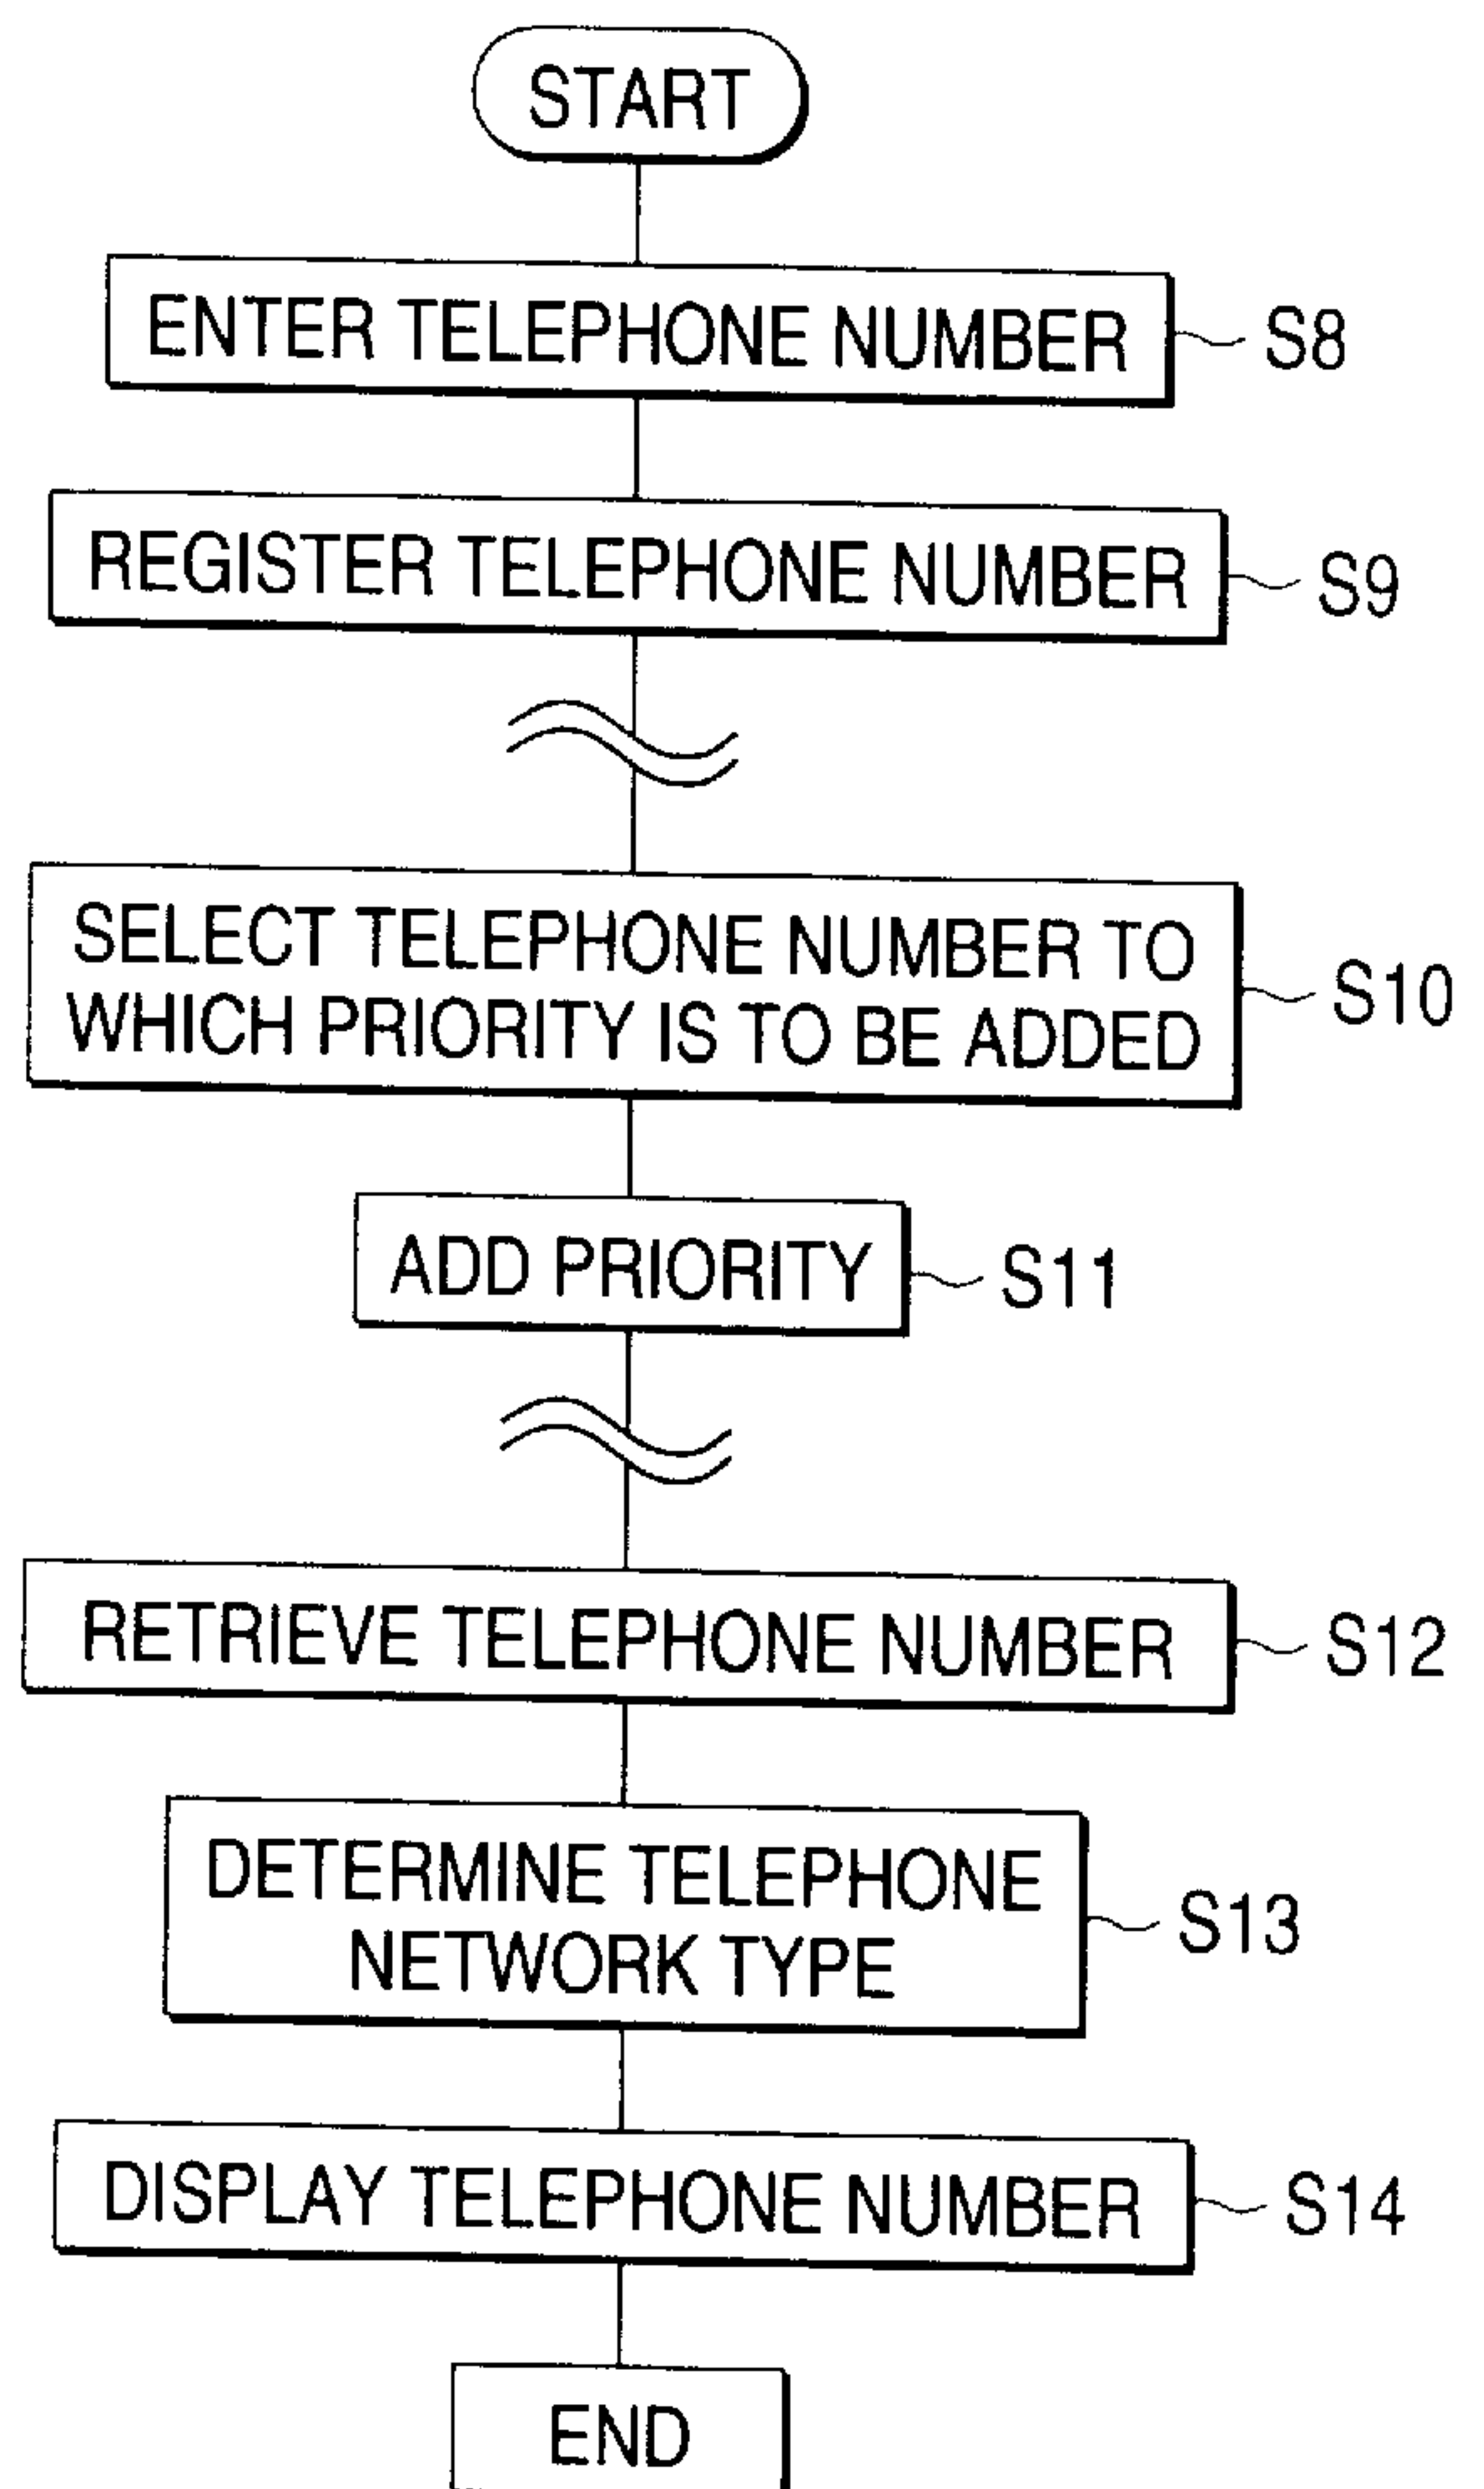 START
ENTER TELEPHONE NUMBER
S8
REGISTER TELEPHONE NUMBER
S9
SELECT TELEPHONE NUMBER TO
WHICH PRIORITY IS TO BE ADDED
S10
ADD PRIORITY
S11
RETRIEVE TELEPHONE NUMBER
S12
DETERMINE TELEPHONE
NETWORK TYPE
S13
DISPLAY TELEPHONE NUMBER
S14
END